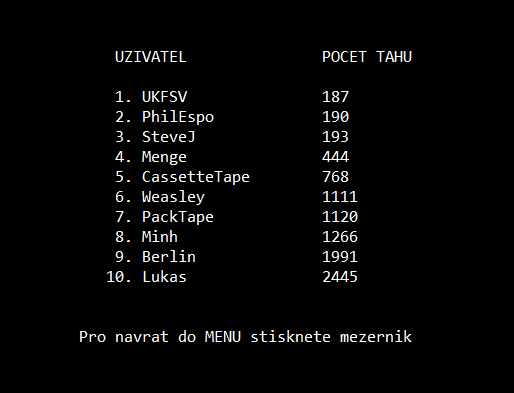 UZIVATEL POCET TAHU
1. UKFSV 187
2. PhilEspo 190
3. SteveJ 193
4. Menge 444
5. CassetteTape 768
6. Weasley 1111
7. PackTape 1120
8. Minh 1266
9. Berlin 1991
10. Lukas 2445
Pro navrat do MENU stisknete mezernik